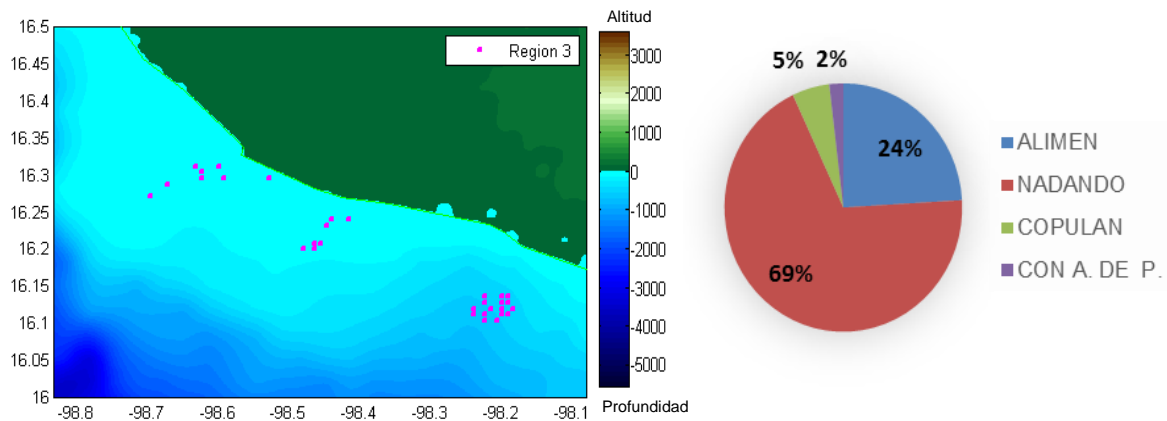 Altitud
16.5
16.45
16.4
16.35
16.3
16.25
16.2
16.15
16.1
16.05
16
-98.8 -98.7 -98.6 -98.5 -98.4 -98.3 -98.2 -98.1
Region 3
3000
2000
1000
0
-1000
-2000
-3000
-4000
-5000
Profundidad
5% 2%
24%
69%
ALIMEN
NADANDO
COPULAN
CON A. DE P.